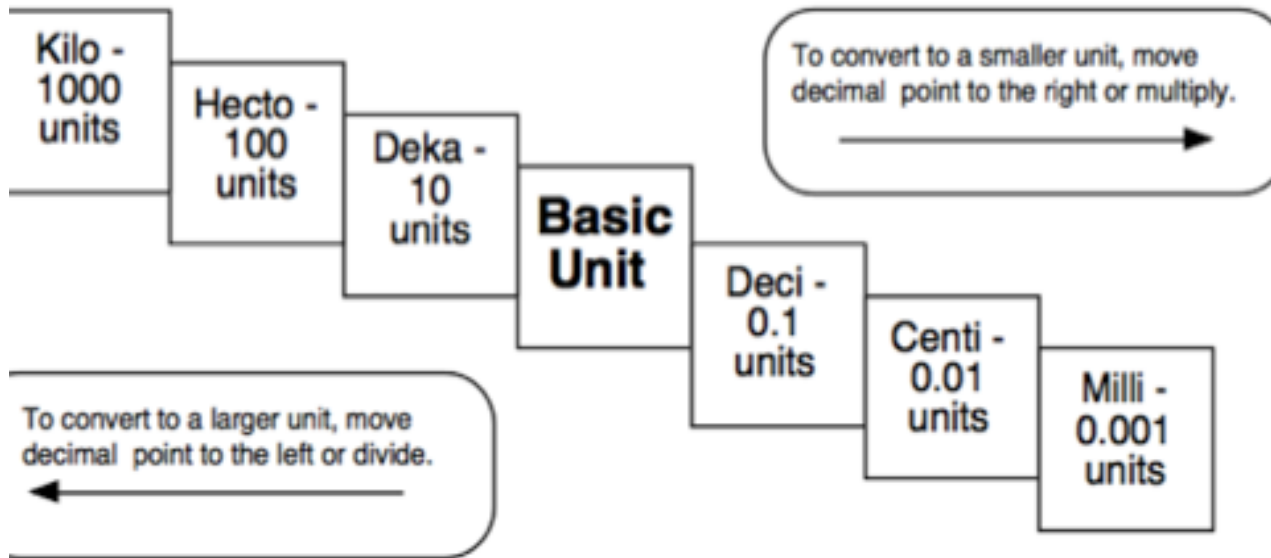 Kilo -
1000
units
Hecto -
100
units
Deka -
10
units
Basic
Unit
Deci -
0.1
units
Centi -
0.01
units
Milli -
0.001
units
To convert to a smaller unit, move
decimal point to the right or multiply.
To convert to a larger unit, move
decimal point to the left or divide.